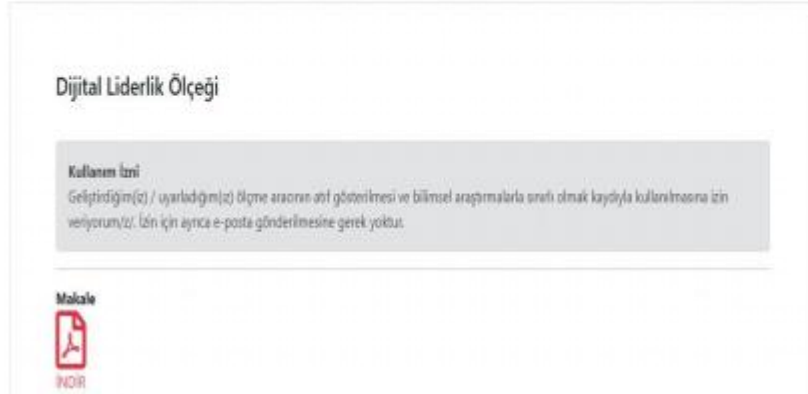 Dijital Liderlik Ölçeği
Kullanım İzni
Geliştirdiğim(iz) / uyarladığım(ız) ölçme aracının atıf gösterilmesi ve bilimsel araştırmalarla sınırlı olmak kaydıyla kullanılmasına izin
veriyorum/z/. İzin için ayrıca e-posta gönderilmesine gerek yoktur.
Makale
İNDİR